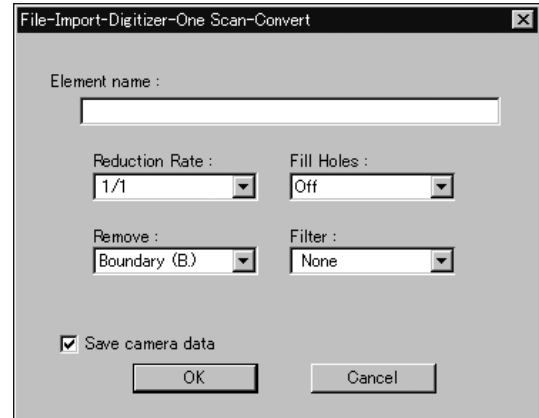 File-Import-Digitizer-One Scan-Convert
Element name :
Reduction Rate :
Fill Holes :
1/1
Off
Remove :
Filter :
Boundary (B.)
None
Save camera data
OK
Cancel